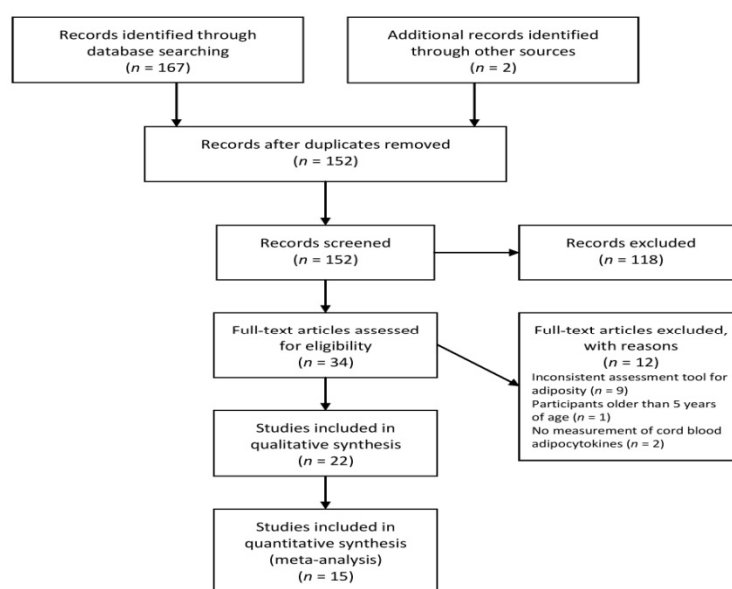 Records identified through
database searching
(n = 167)
Additional records identified
through other sources
(n = 2)
Records after duplicates removed
(n = 152)
Records screened
(n = 152)
Records excluded
(n = 118)
Full-text articles assessed
for eligibility
(n = 34)
Full-text articles excluded,
with reasons
(n = 12)
Inconsistent assessment tool for
adiposity (n = 9)
Participants older than 5 years
of age (n = 1)
No measurement of cord blood
adipocytokines (n = 2)
Studies included in
qualitative synthesis
(n = 22)
Studies included in
quantitative synthesis
(meta-analysis)
(n = 15)